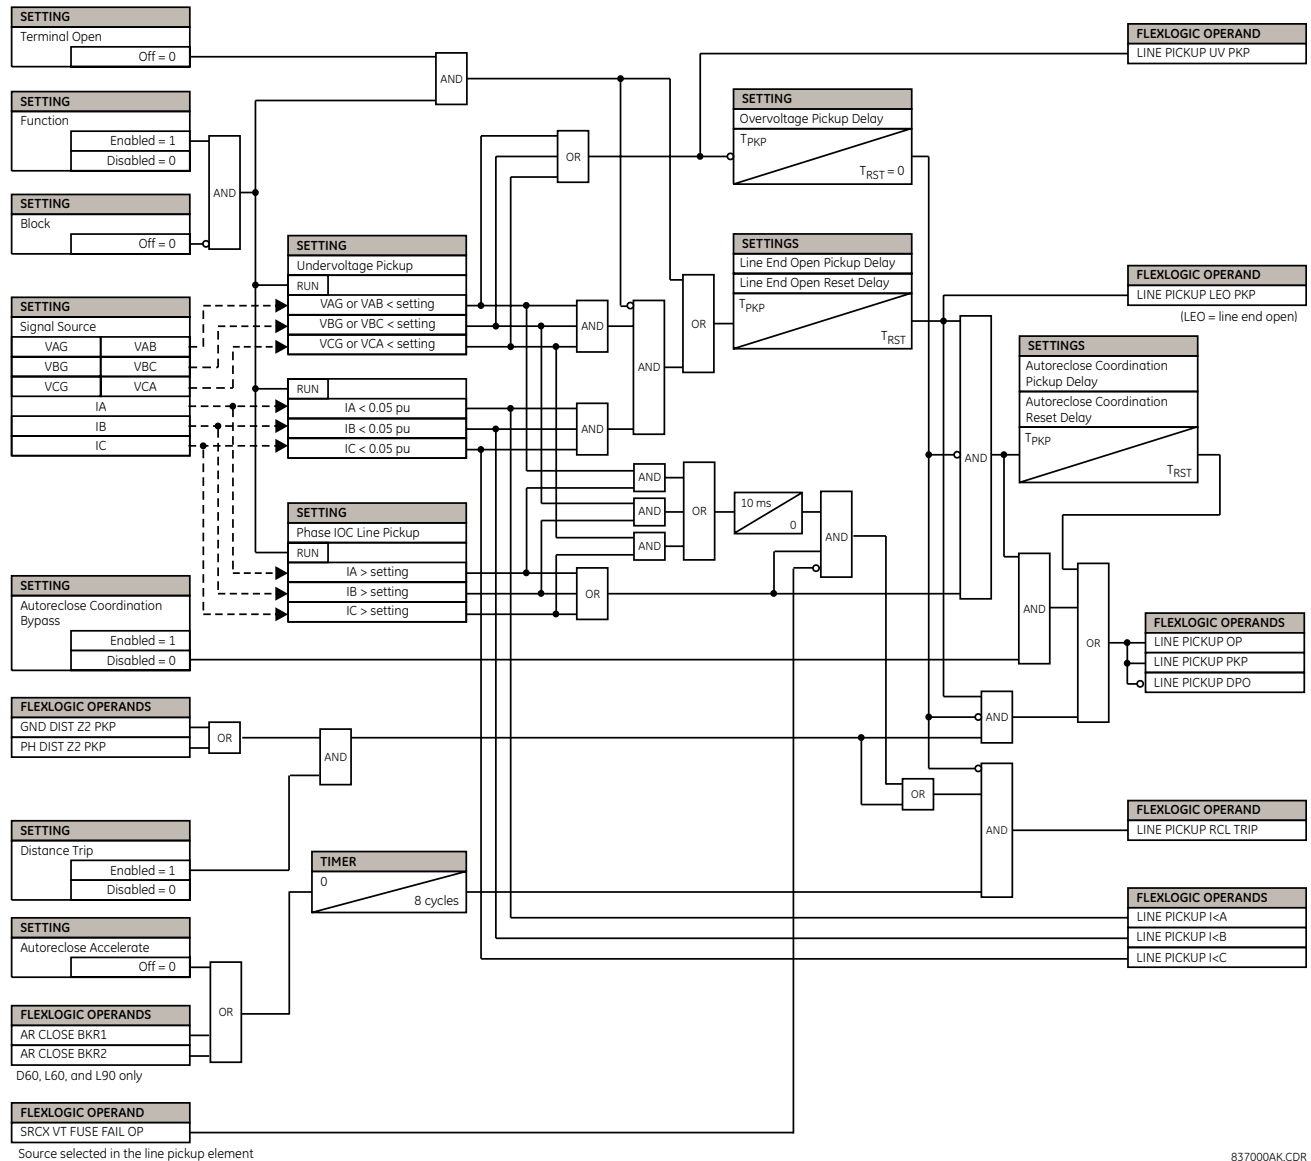 SETTING
Terminal Open
Off = 0
SETTING
Function
Enabled = 1
Disabled = 0
SETTING
Block
Off = 0
SETTING
Signal Source
VAG VAB
VBG VBC
VCG VCA
IA
IB
IC
SETTING
Autoreclose Coordination
Bypass
Enabled = 1
Disabled = 0
FLEXLOGIC OPERANDS
GND DIST Z2 PKP
PH DIST Z2 PKP
SETTING
Distance Trip
Enabled = 1
Disabled = 0
SETTING
Autoreclose Accelerate
Off = 0
FLEXLOGIC OPERANDS
AR CLOSE BKR1
AR CLOSE BKR2
D60, L60, and L90 only
FLEXLOGIC OPERAND
SRCX VT FUSE FAIL OP
Source selected in the line pickup element
AND
OR
AND
OR
SETTING
Undervoltage Pickup
RUN
VAG or VAB < setting
VBG or VBC < setting
VCG or VCA < setting
RUN
IA < 0.05 pu
IB < 0.05 pu
IC < 0.05 pu
SETTING
Phase IOC Line Pickup
RUN
IA > setting
IB > setting
IC > setting
TIMER
0
8 cycles
AND
OR
AND
AND
OR
AND
AND
AND
AND
OR
OR
SETTING
Overvoltage Pickup Delay
TPKP
TRST = 0
SETTINGS
Line End Open Pickup Delay
Line End Open Reset Delay
TPKP
TRST
10 ms
0
AND
OR
AND
AND
AND
SETTINGS
Autoreclose Coordination
Pickup Delay
Autoreclose Coordination
Reset Delay
TPKP
TRST
AND
OR
FLEXLOGIC OPERAND
LINE PICKUP UV PKP
FLEXLOGIC OPERAND
LINE PICKUP LEO PKP
(LEO = line end open)
FLEXLOGIC OPERANDS
LINE PICKUP OP
LINE PICKUP PKP
LINE PICKUP DPO
FLEXLOGIC OPERAND
LINE PICKUP RCL TRIP
FLEXLOGIC OPERANDS
LINE PICKUP I<A
LINE PICKUP I<B
LINE PICKUP I<C
837000AK.CDR